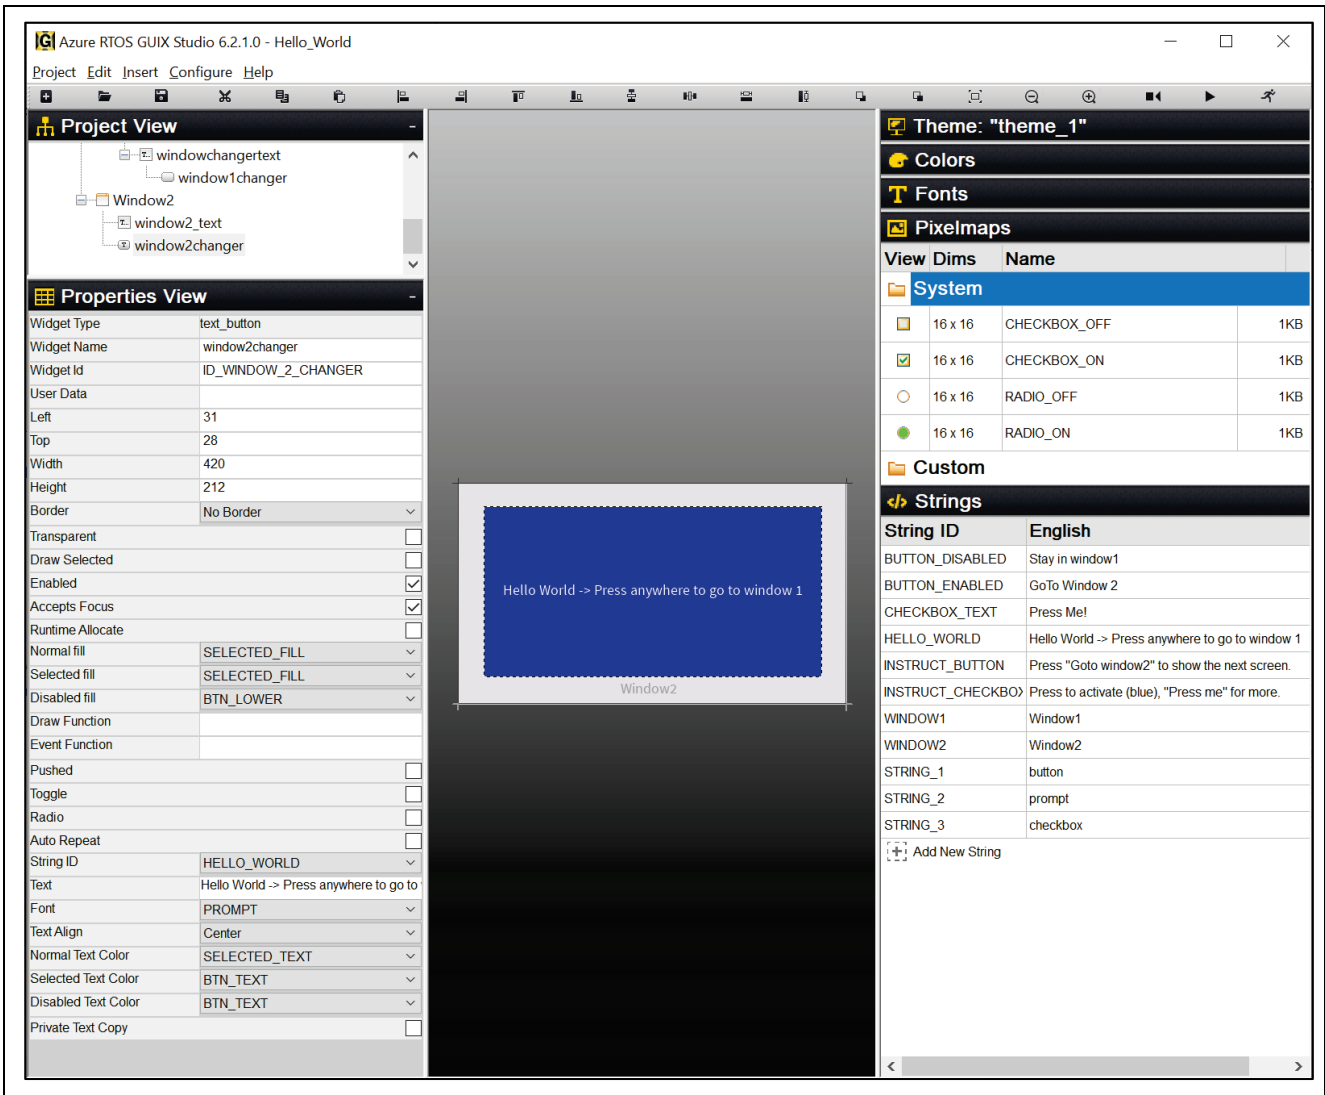 Azure RTOS GUIX Studio 6.2.1.0 - Hello_World
Project Edit Insert Configure Help
Project View -
windowchangertext
window1changer
Window2
window2_text
window2changer
Properties View -
Widget Type text_button
Widget Name window2changer
Widget Id ID_WINDOW_2_CHANGER
User Data
Left 31
Top 28
Width 420
Height 212
Border No Border
Transparent
Draw Selected
Enabled
Accepts Focus
Runtime Allocate
Normal fill SELECTED_FILL
Selected fill SELECTED_FILL
Disabled fill BTN_LOWER
Draw Function
Event Function
Pushed
Toggle
Radio
Auto Repeat
String ID HELLO_WORLD
Text Hello World -> Press anywhere to go to
Font PROMPT
Text Align Center
Normal Text Color SELECTED_TEXT
Selected Text Color BTN_TEXT
Disabled Text Color BTN_TEXT
Private Text Copy
Hello World -> Press anywhere to go to window 1
Window2
Theme: "theme_1"
Colors
Fonts
Pixelmaps
View Dims Name
System
16 x 16 CHECKBOX_OFF 1KB
16 x 16 CHECKBOX_ON 1KB
16 x 16 RADIO_OFF 1KB
16 x 16 RADIO_ON 1KB
Custom
Strings
String ID English
BUTTON_DISABLED Stay in window1
BUTTON_ENABLED GoTo Window 2
CHECKBOX_TEXT Press Me!
HELLO_WORLD Hello World -> Press anywhere to go to window 1
INSTRUCT_BUTTON Press "Goto window2" to show the next screen.
INSTRUCT_CHECKBOX Press to activate (blue), "Press me" for more.
WINDOW1 Window1
WINDOW2 Window2
STRING_1 button
STRING_2 prompt
STRING_3 checkbox
Add New String